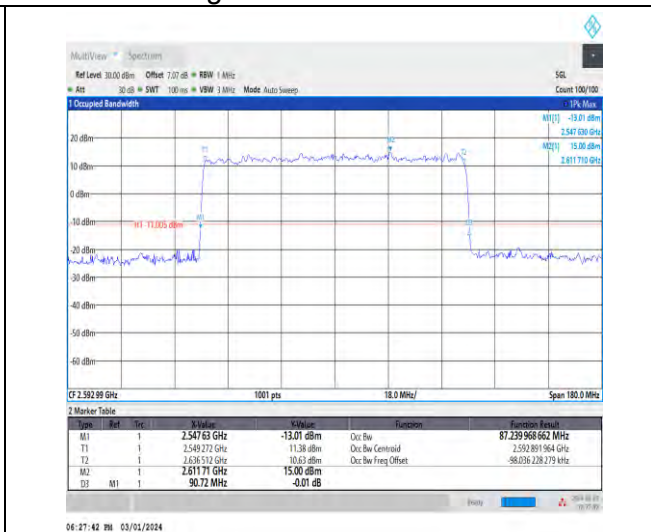 MultiView Spectrum
Ref Level 30.00 dBm Offset 7.07 dB RBW 1 MHz SGL
Att 30 dB SWT 100 ms VBW 3 MHz Mode Auto Sweep Count 100/100
1 Occupied Bandwidth 1Pk Max
M1[1] -13.01 dBm
2.547 630 GHz
M2[1] 15.00 dBm
2.611 710 GHz
20 dBm
10 dBm
0 dBm
-10 dBm
M1
-20 dBm
-30 dBm
-40 dBm
-50 dBm
-60 dBm
CF 2.592 99 GHz 1001 pts 18.0 MHz/ Span 180.0 MHz
2 Marker Table
Type Ref Trc X-Value Y-Value Function Function Result
M1 1 2.547 63 GHz -13.01 dBm Occ Bw 87.239 968 662 MHz
T1 1 2.549 272 GHz 11.38 dBm Occ Bw Centroid 2.592 891 964 GHz
T2 1 2.636 512 GHz 10.63 dBm Occ Bw Freq Offset -98.036 228 279 kHz
M2 1 2.611 71 GHz 15.00 dBm
D3 M1 1 90.72 MHz -0.01 dB
Ready
06:27:42 PM 03/01/2024